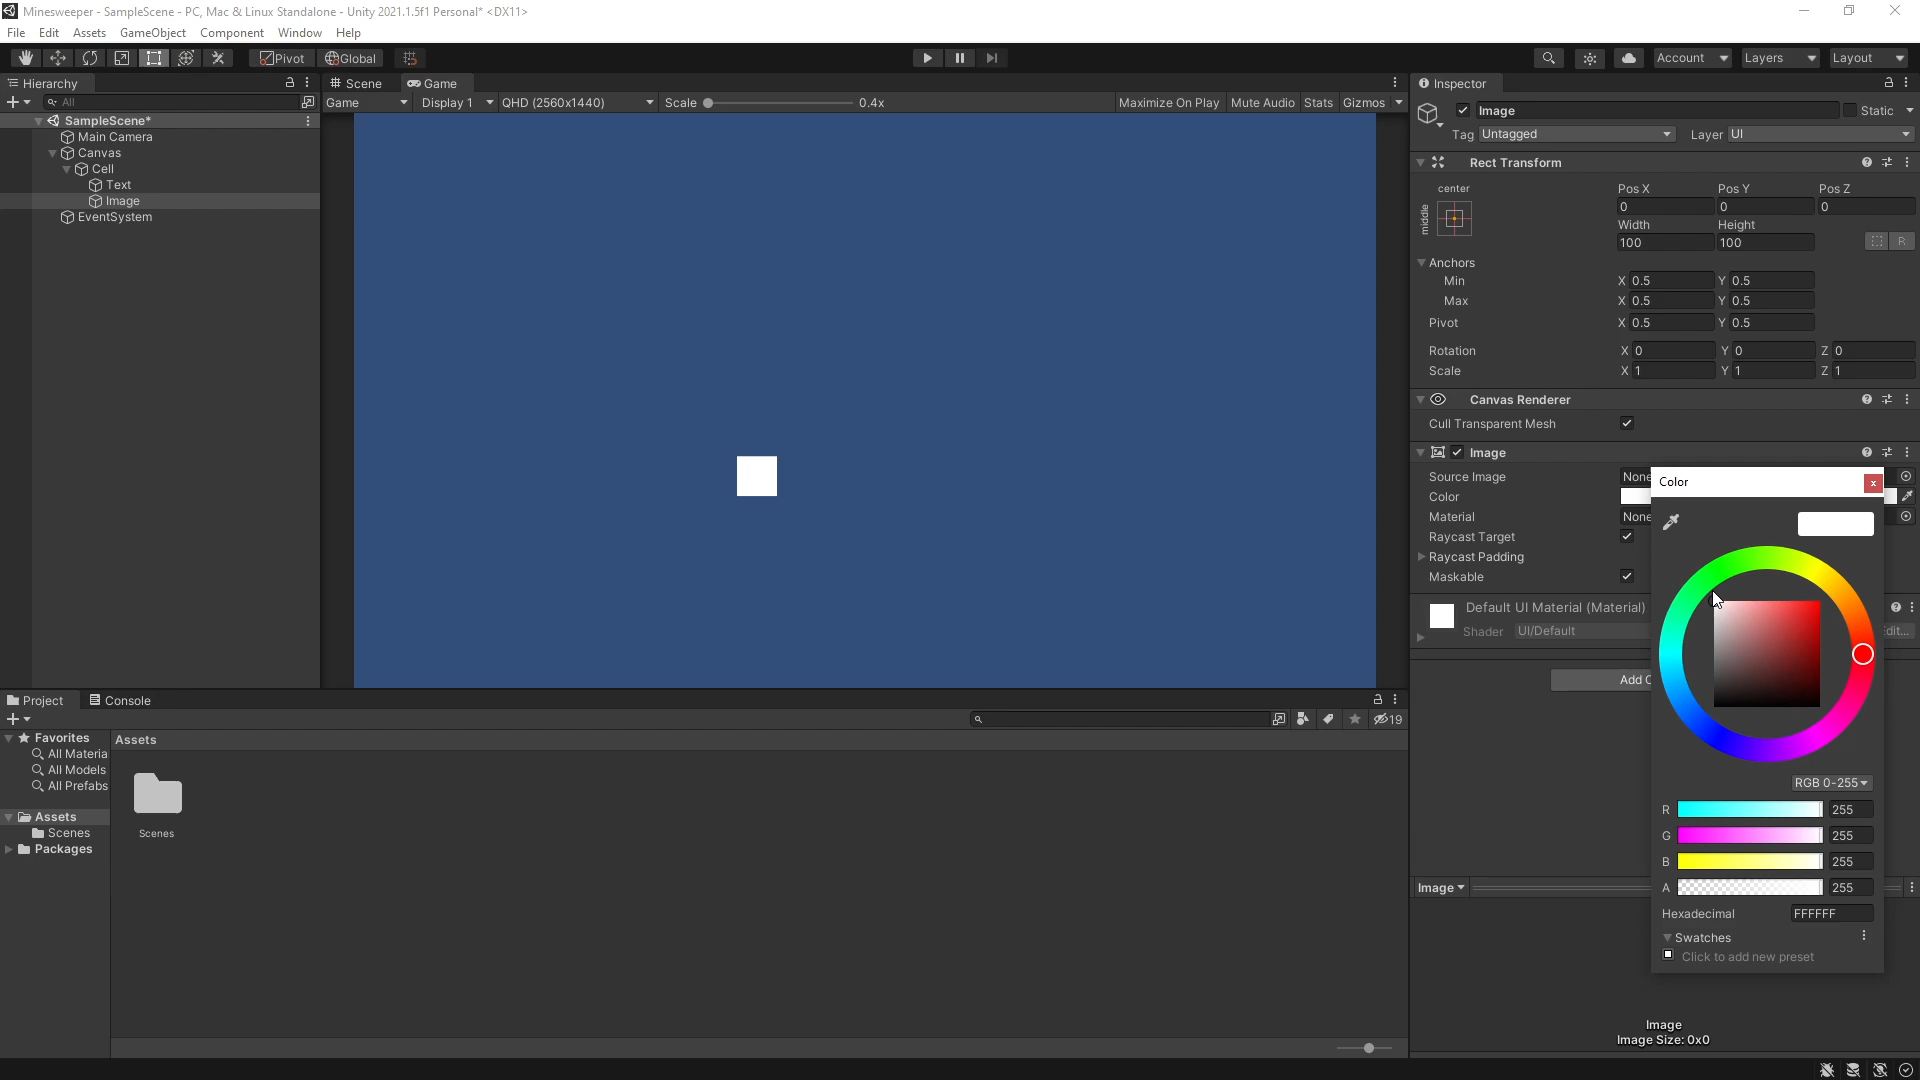 Minesweeper - SampleScene - PC, Mac & Linux Standalone - Unity 2021.1.5f1 Personal* <DX11>
File Edit Assets GameObject Component Window Help
Pivot Global Account Layers Layout
Hierarchy
All
SampleScene*
Main Camera
Canvas
Cell
Text
Image
EventSystem
Scene Game
Game Display 1 QHD (2560x1440) Scale 0.4x Maximize On Play Mute Audio Stats Gizmos
Inspector
Image Static
Tag Untagged Layer UI
Rect Transform
center
middle
Pos X Pos Y Pos Z
0 0 0
Width Height
100 100 R
Anchors
Min X 0.5 Y 0.5
Max X 0.5 Y 0.5
Pivot X 0.5 Y 0.5
Rotation X 0 Y 0 Z 0
Scale X 1 Y 1 Z 1
Canvas Renderer
Cull Transparent Mesh
Image
Source Image None
Color
Material None
Raycast Target
Raycast Padding
Maskable
Default UI Material (Material)
Shader UI/Default dit...
Add C
Color
x
RGB 0-255
R 255
G 255
B 255
A 255
Hexadecimal FFFFFF
Swatches
Click to add new preset
Image
Image
Image Size: 0x0
Project Console
19
Favorites
All Materia
All Models
All Prefabs
Assets
Scenes
Packages
Assets
Scenes